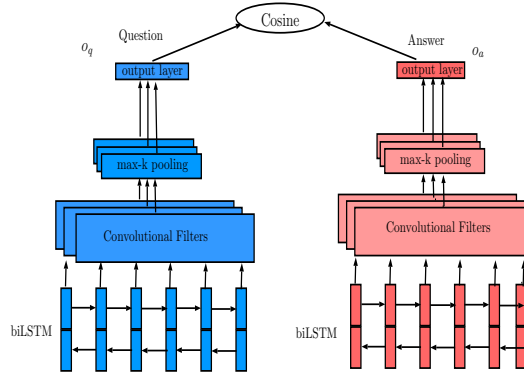 Cosine
Question
Answer
o_q
o_a
output layer
output layer
max-k pooling
max-k pooling
Convolutional Filters
Convolutional Filters
biLSTM
biLSTM